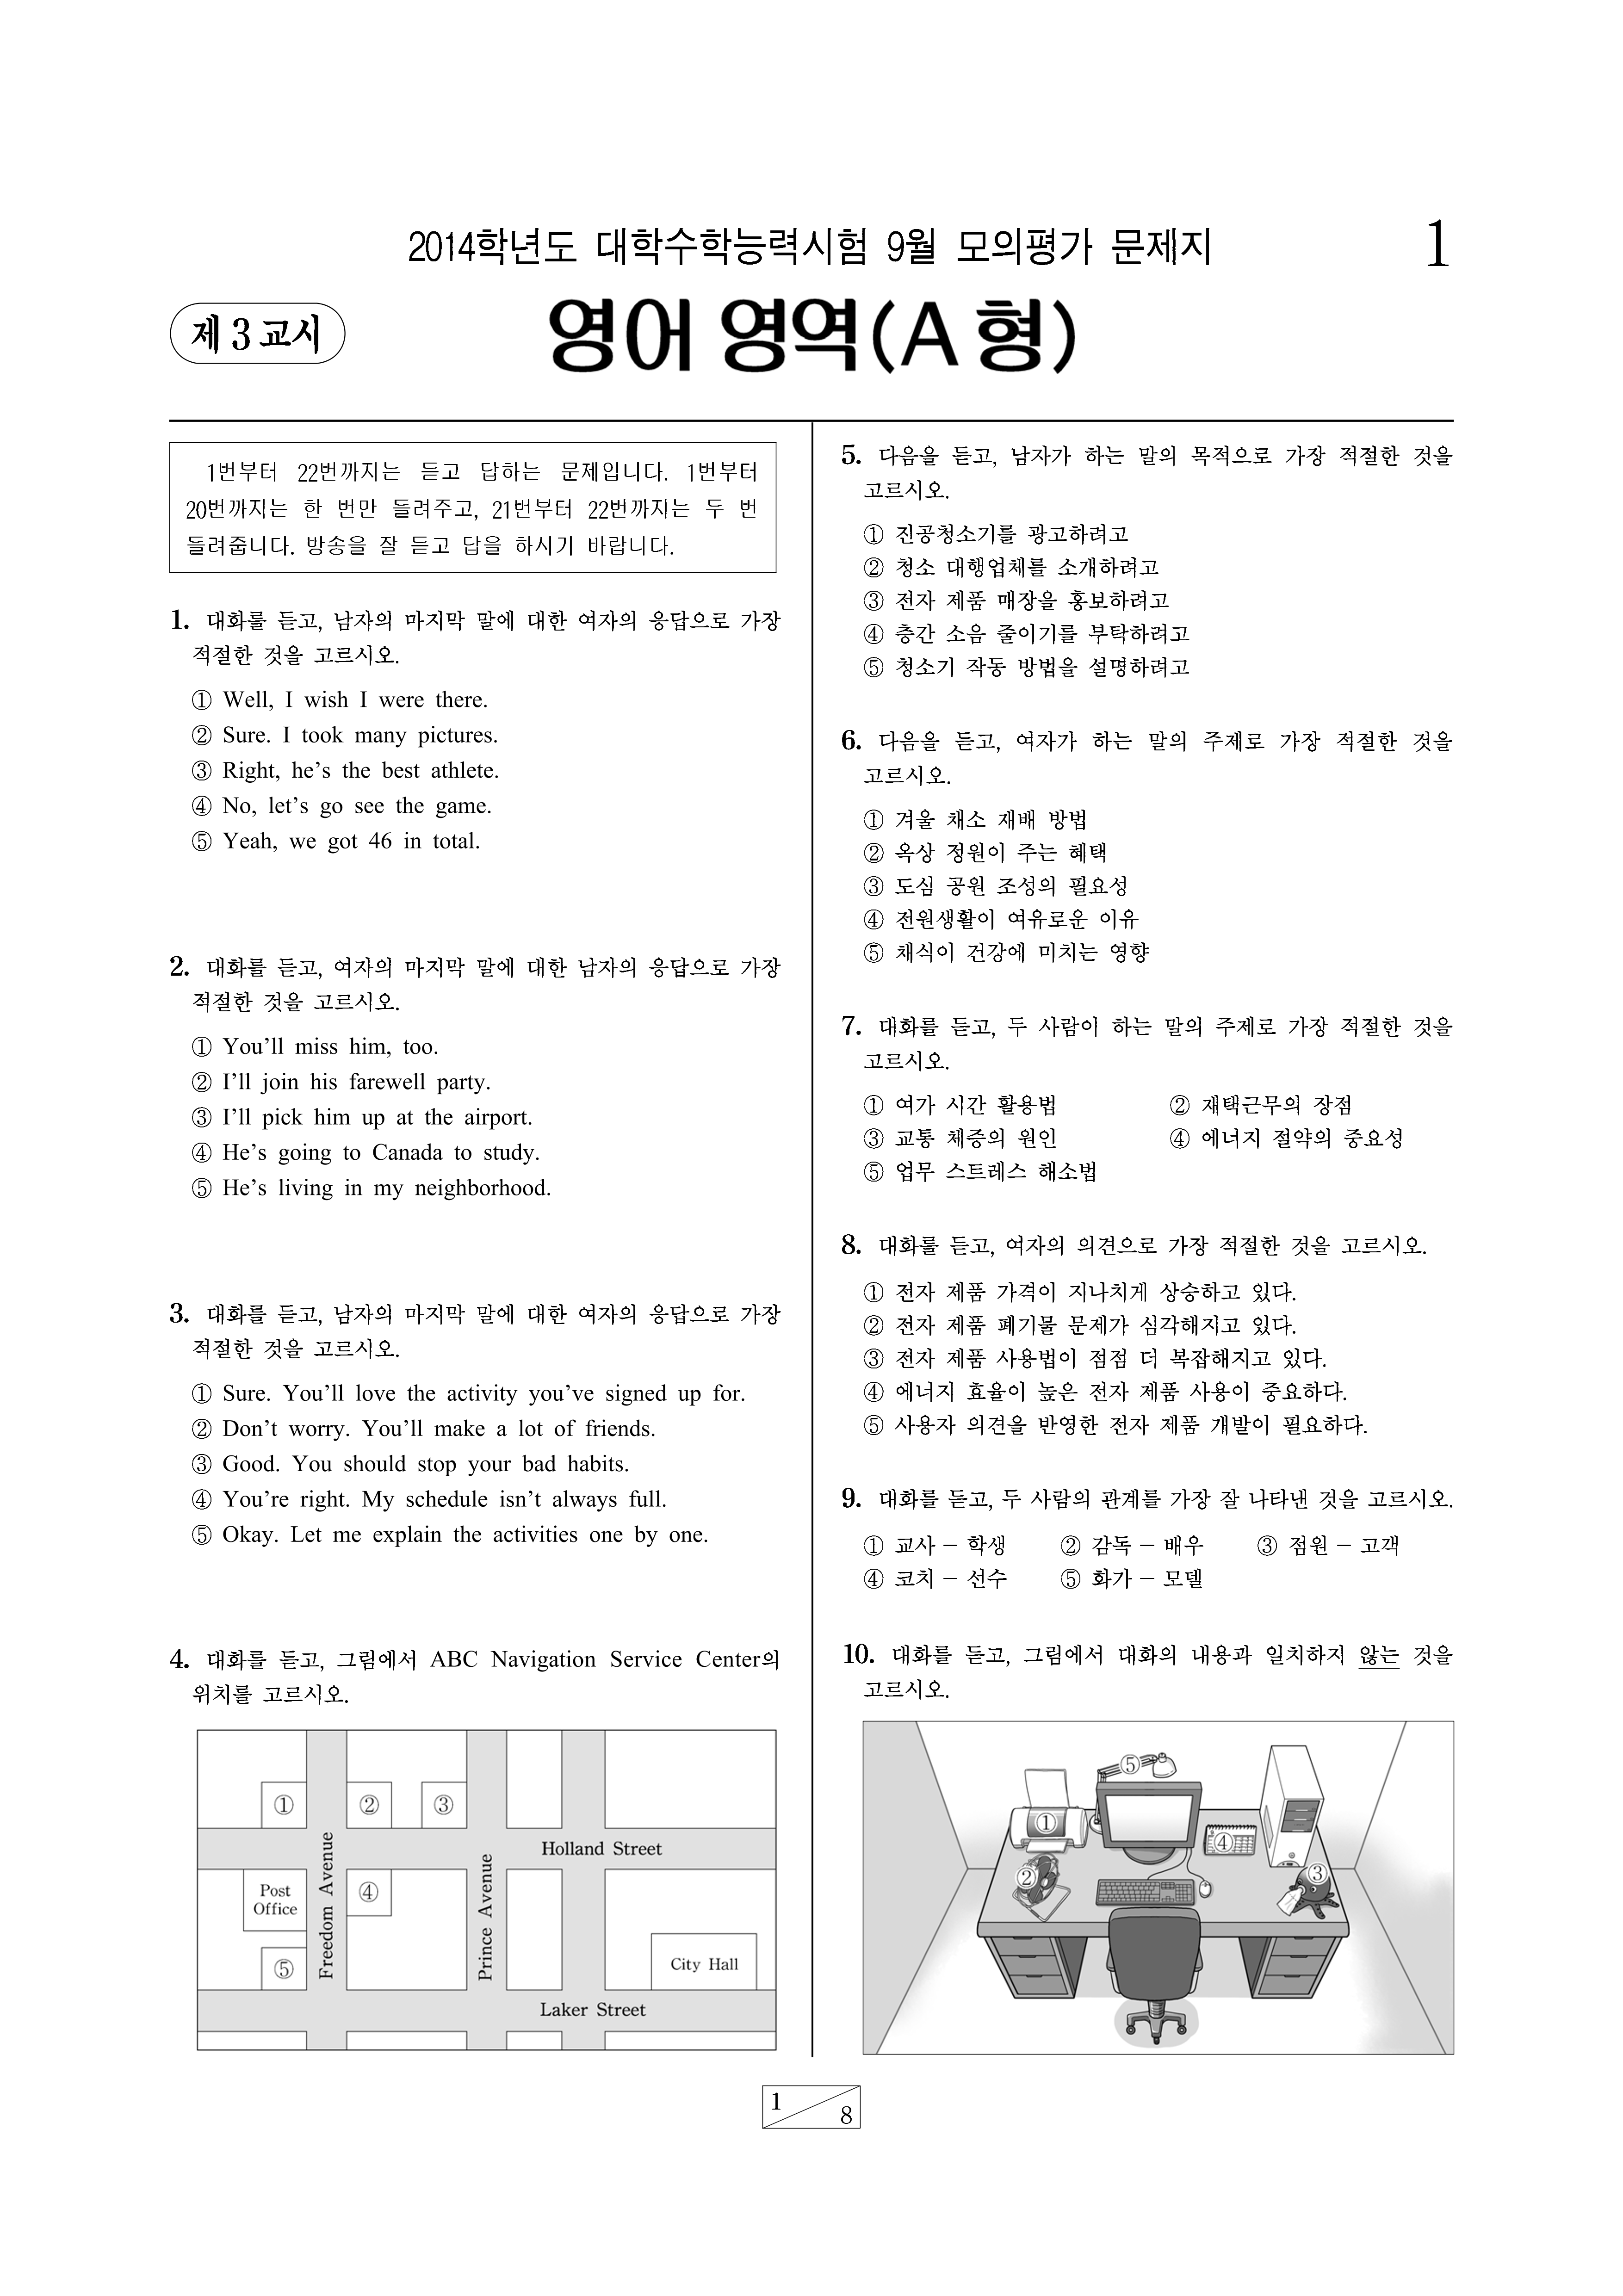 2014학년도 대학수학능력시험 9월 모의평가 문제지
1
제 3 교시
영어 영역(A 형)
1번부터 22번까지는 듣고 답하는 문제입니다. 1번부터
20번까지는 한 번만 들려주고, 21번부터 22번까지는 두 번
들려줍니다. 방송을 잘 듣고 답을 하시기 바랍니다.
1. 대화를 듣고, 남자의 마지막 말에 대한 여자의 응답으로 가장
적절한 것을 고르시오.
① Well, I wish I were there.
② Sure. I took many pictures.
③ Right, he's the best athlete.
④ No, let's go see the game.
⑤ Yeah, we got 46 in total.
2. 대화를 듣고, 여자의 마지막 말에 대한 남자의 응답으로 가장
적절한 것을 고르시오.
① You'll miss him, too.
② I'll join his farewell party.
③ I'll pick him up at the airport.
④ He's going to Canada to study.
⑤ He's living in my neighborhood.
3. 대화를 듣고, 남자의 마지막 말에 대한 여자의 응답으로 가장
적절한 것을 고르시오.
① Sure. You'll love the activity you've signed up for.
② Don't worry. You'll make a lot of friends.
③ Good. You should stop your bad habits.
④ You're right. My schedule isn't always full.
⑤ Okay. Let me explain the activities one by one.
4. 대화를 듣고, 그림에서 ABC Navigation Service Center의
위치를 고르시오.
①
②
③
Holland Street
Freedom Avenue
Prince Avenue
Post
Office
④
⑤
City Hall
Laker Street
5. 다음을 듣고, 남자가 하는 말의 목적으로 가장 적절한 것을
고르시오.
① 진공청소기를 광고하려고
② 청소 대행업체를 소개하려고
③ 전자 제품 매장을 홍보하려고
④ 층간 소음 줄이기를 부탁하려고
⑤ 청소기 작동 방법을 설명하려고
6. 다음을 듣고, 여자가 하는 말의 주제로 가장 적절한 것을
고르시오.
① 겨울 채소 재배 방법
② 옥상 정원이 주는 혜택
③ 도심 공원 조성의 필요성
④ 전원생활이 여유로운 이유
⑤ 채식이 건강에 미치는 영향
7. 대화를 듣고, 두 사람이 하는 말의 주제로 가장 적절한 것을
고르시오.
① 여가 시간 활용법 ② 재택근무의 장점
③ 교통 체증의 원인 ④ 에너지 절약의 중요성
⑤ 업무 스트레스 해소법
8. 대화를 듣고, 여자의 의견으로 가장 적절한 것을 고르시오.
① 전자 제품 가격이 지나치게 상승하고 있다.
② 전자 제품 폐기물 문제가 심각해지고 있다.
③ 전자 제품 사용법이 점점 더 복잡해지고 있다.
④ 에너지 효율이 높은 전자 제품 사용이 중요하다.
⑤ 사용자 의견을 반영한 전자 제품 개발이 필요하다.
9. 대화를 듣고, 두 사람의 관계를 가장 잘 나타낸 것을 고르시오.
① 교사 – 학생 ② 감독 – 배우 ③ 점원 – 고객
④ 코치 – 선수 ⑤ 화가 – 모델
10. 대화를 듣고, 그림에서 대화의 내용과 일치하지 않는 것을
고르시오.
⑤
①
④
②
③
1
8